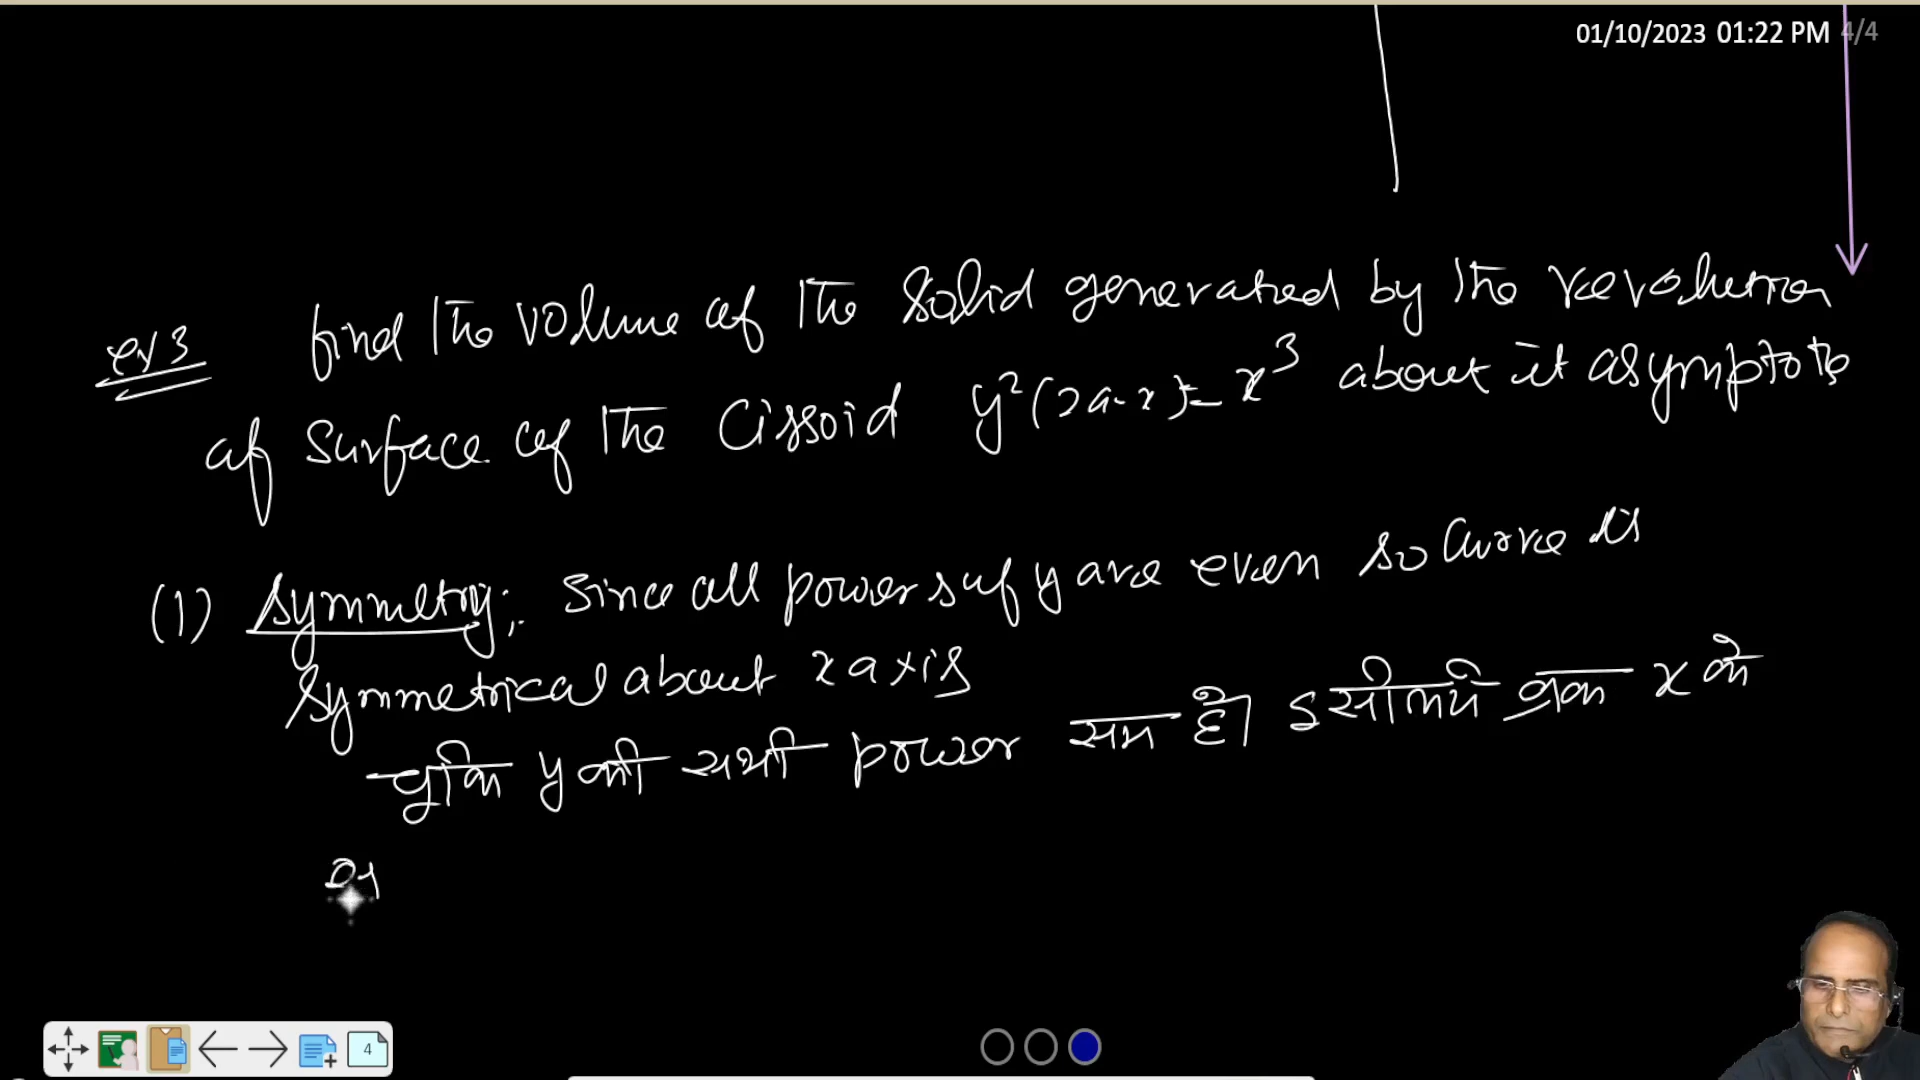 01/10/2023 01:22 PM 4/4
ex 3 find the volume of the solid generated by the revolution
of surface of the Cissoid y²(2a-x)=x³ about it asymptote
(1) Symmetry:- Since all powers of y are even so curve is
symmetrical about x axis
चूँकि y की सभी power सम है। इसीलिये वक्र x के
4